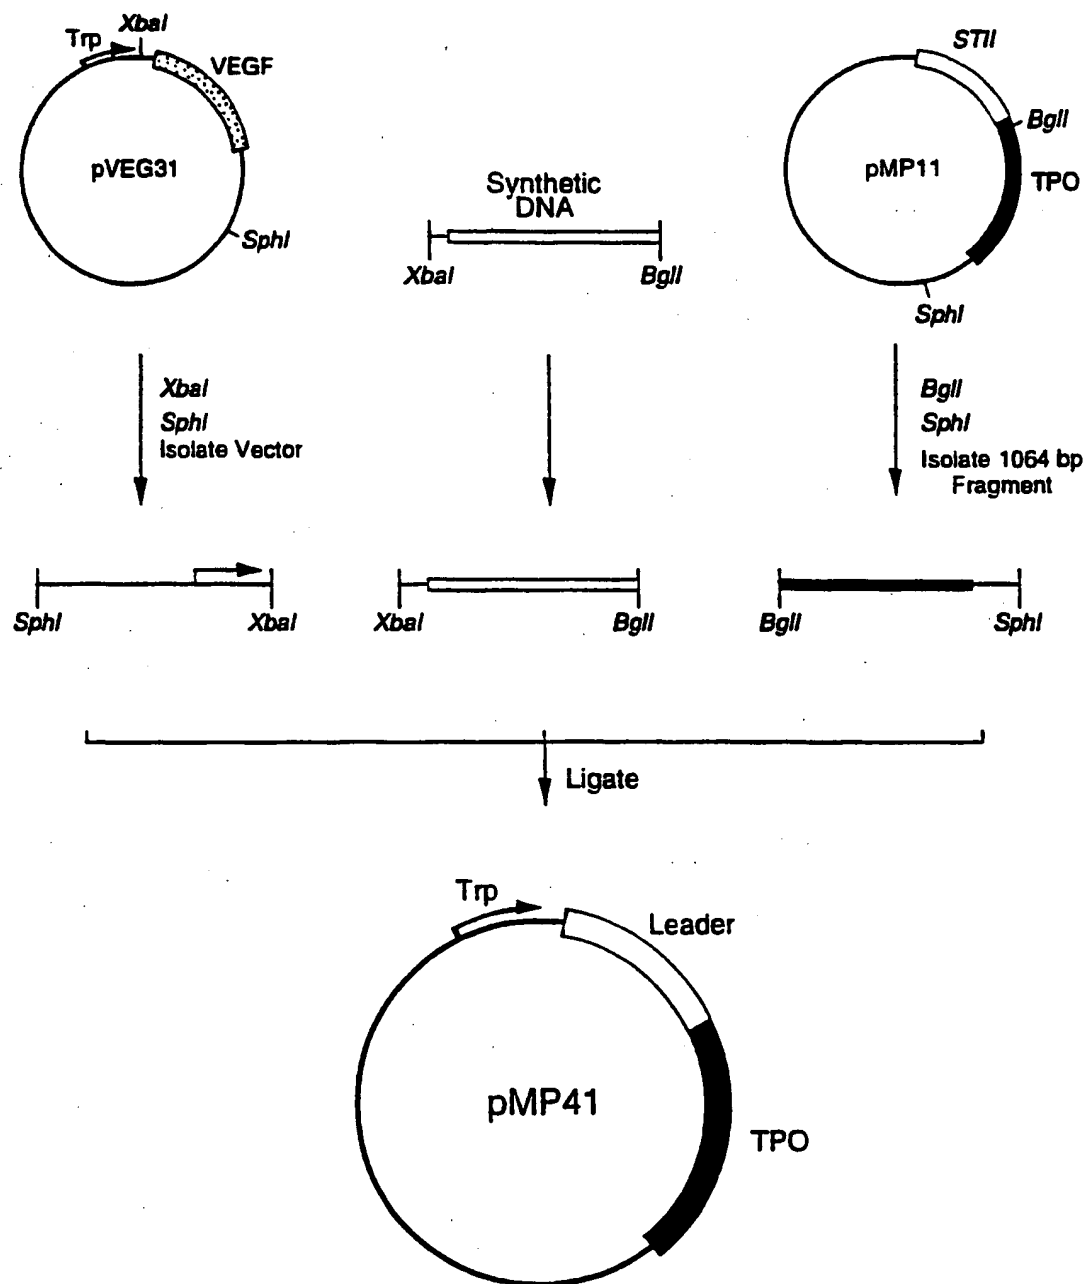 XbaI
Trp
VEGF
pVEG31
SphI
Synthetic
DNA
XbaI
BglI
STII
BglI
pMP11
TPO
SphI
XbaI
SphI
Isolate Vector
BglI
SphI
Isolate 1064 bp
Fragment
SphI
XbaI
XbaI
BglI
BglI
SphI
Ligate
Trp
Leader
pMP41
TPO